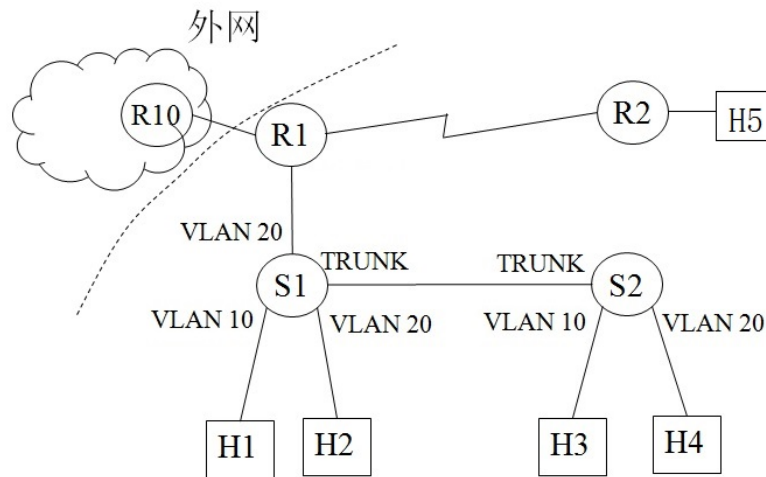 外网
R10
R1
R2
H5
VLAN 20
S1
TRUNK
TRUNK
S2
VLAN 10
VLAN 20
VLAN 10
VLAN 20
H1
H2
H3
H4